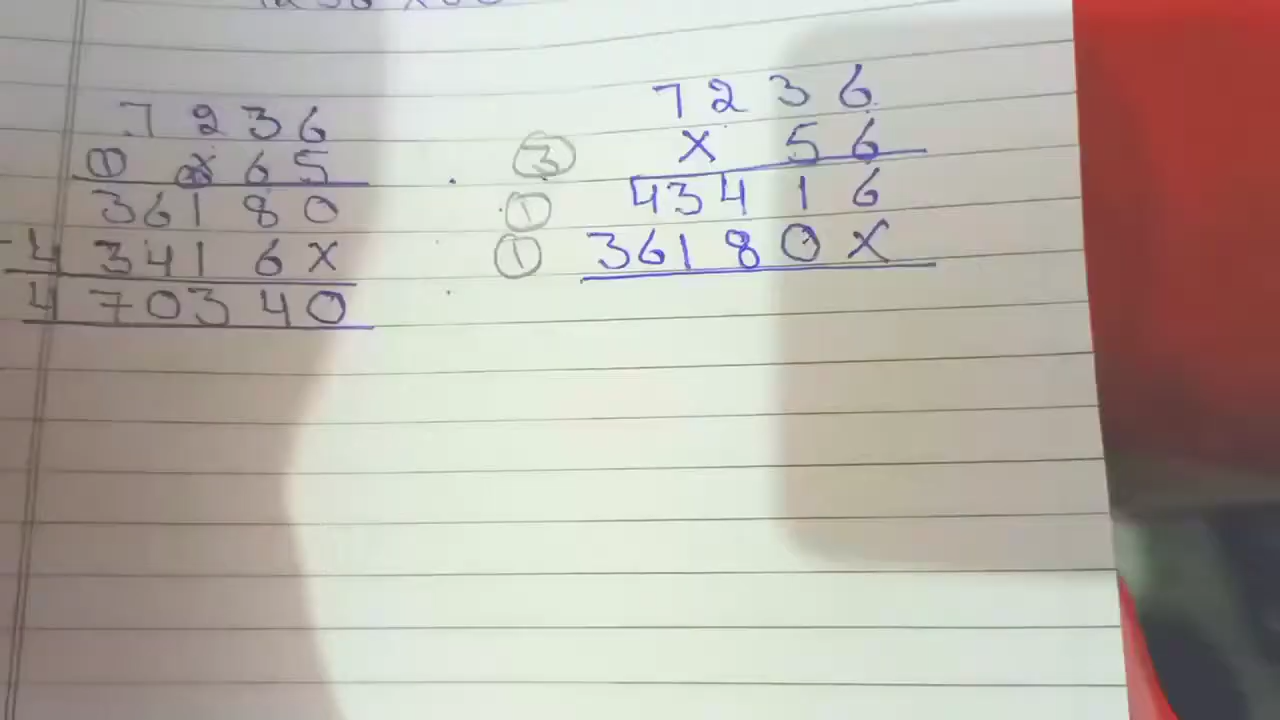 7 2 3 6
① x 6 5
3 6 1 8 0
4 3 4 1 6 x
4 7 0 3 4 0
7 2 3 6
③ x 5 6
① 4 3 4 1 6
① 3 6 1 8 0 x